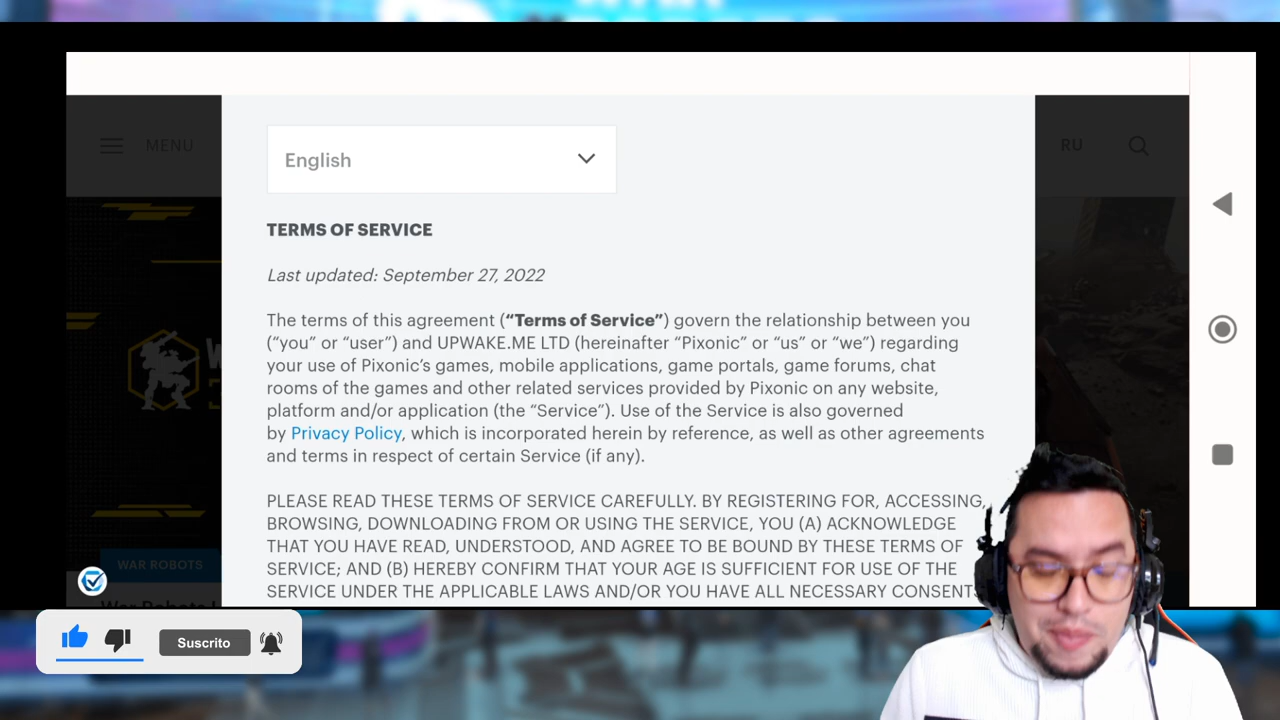 MENU
RU
English
TERMS OF SERVICE
Last updated: September 27, 2022
The terms of this agreement (“Terms of Service”) govern the relationship between you
(“you” or “user”) and UPWAKE.ME LTD (hereinafter “Pixonic” or “us” or “we”) regarding
your use of Pixonic’s games, mobile applications, game portals, game forums, chat
rooms of the games and other related services provided by Pixonic on any website,
platform and/or application (the “Service”). Use of the Service is also governed
by Privacy Policy, which is incorporated herein by reference, as well as other agreements
and terms in respect of certain Service (if any).
PLEASE READ THESE TERMS OF SERVICE CAREFULLY. BY REGISTERING FOR, ACCESSING,
BROWSING, DOWNLOADING FROM OR USING THE SERVICE, YOU (A) ACKNOWLEDGE
THAT YOU HAVE READ, UNDERSTOOD, AND AGREE TO BE BOUND BY THESE TERMS OF
SERVICE; AND (B) HEREBY CONFIRM THAT YOUR AGE IS SUFFICIENT FOR USE OF THE
SERVICE UNDER THE APPLICABLE LAWS AND/OR YOU HAVE ALL NECESSARY CONSENTS
WAR ROBOTS
Suscrito